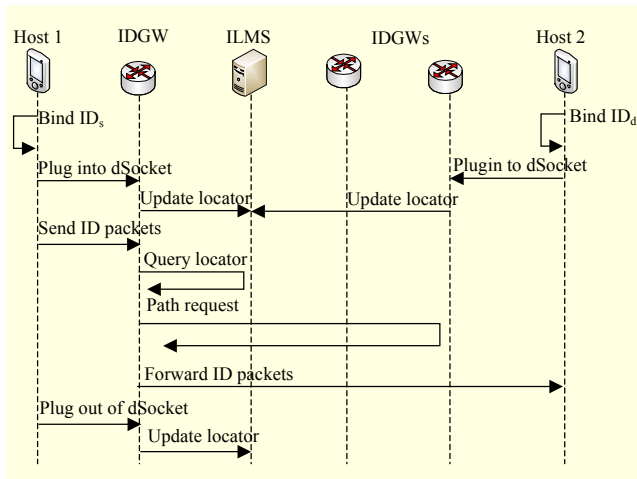 Host 1
IDGW
ILMS
IDGWs
Host 2
Bind IDs
Bind IDd
Plug into dSocket
Plugin to dSocket
Update locator
Update locator
Send ID packets
Query locator
Path request
Forward ID packets
Plug out of dSocket
Update locator